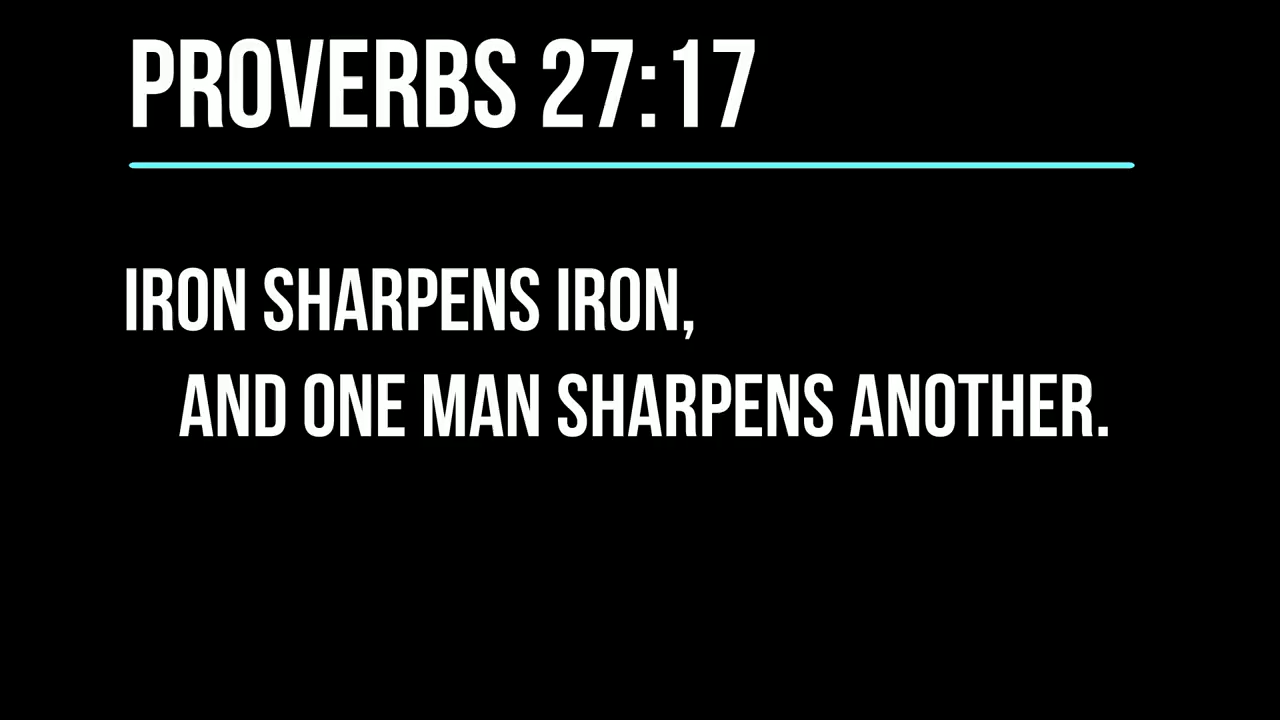 PROVERBS 27:17
IRON SHARPENS IRON,
AND ONE MAN SHARPENS ANOTHER.